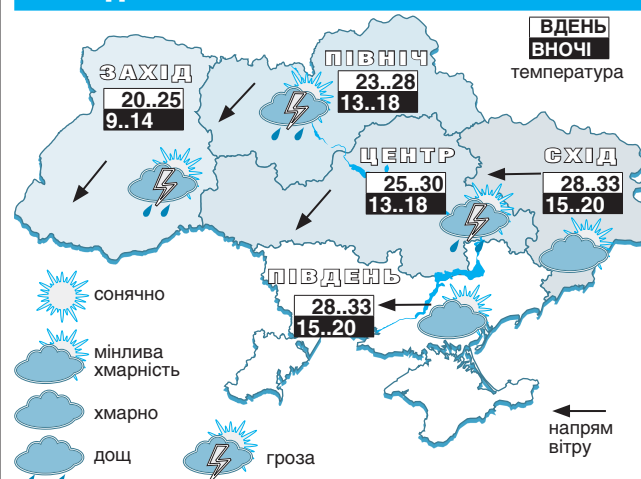 ВДЕНЬ
ВНОЧІ
температура
ПІВНІЧ
23..28
13..18
ЗАХІД
20..25
9..14
ЦЕНТР
25..30
13..18
СХІД
28..33
15..20
ПІВДЕНЬ
28..33
15..20
сонячно
мінлива
хмарність
хмарно
дощ
гроза
напрям
вітру